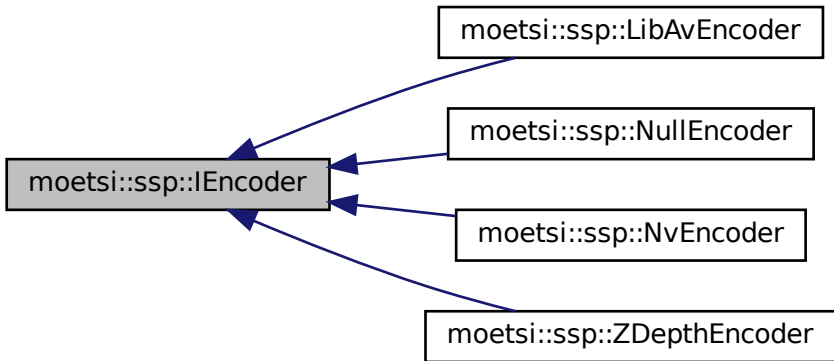 moetsi::ssp::LibAvEncoder
moetsi::ssp::NullEncoder
moetsi::ssp::IEncoder
moetsi::ssp::NvEncoder
moetsi::ssp::ZDepthEncoder